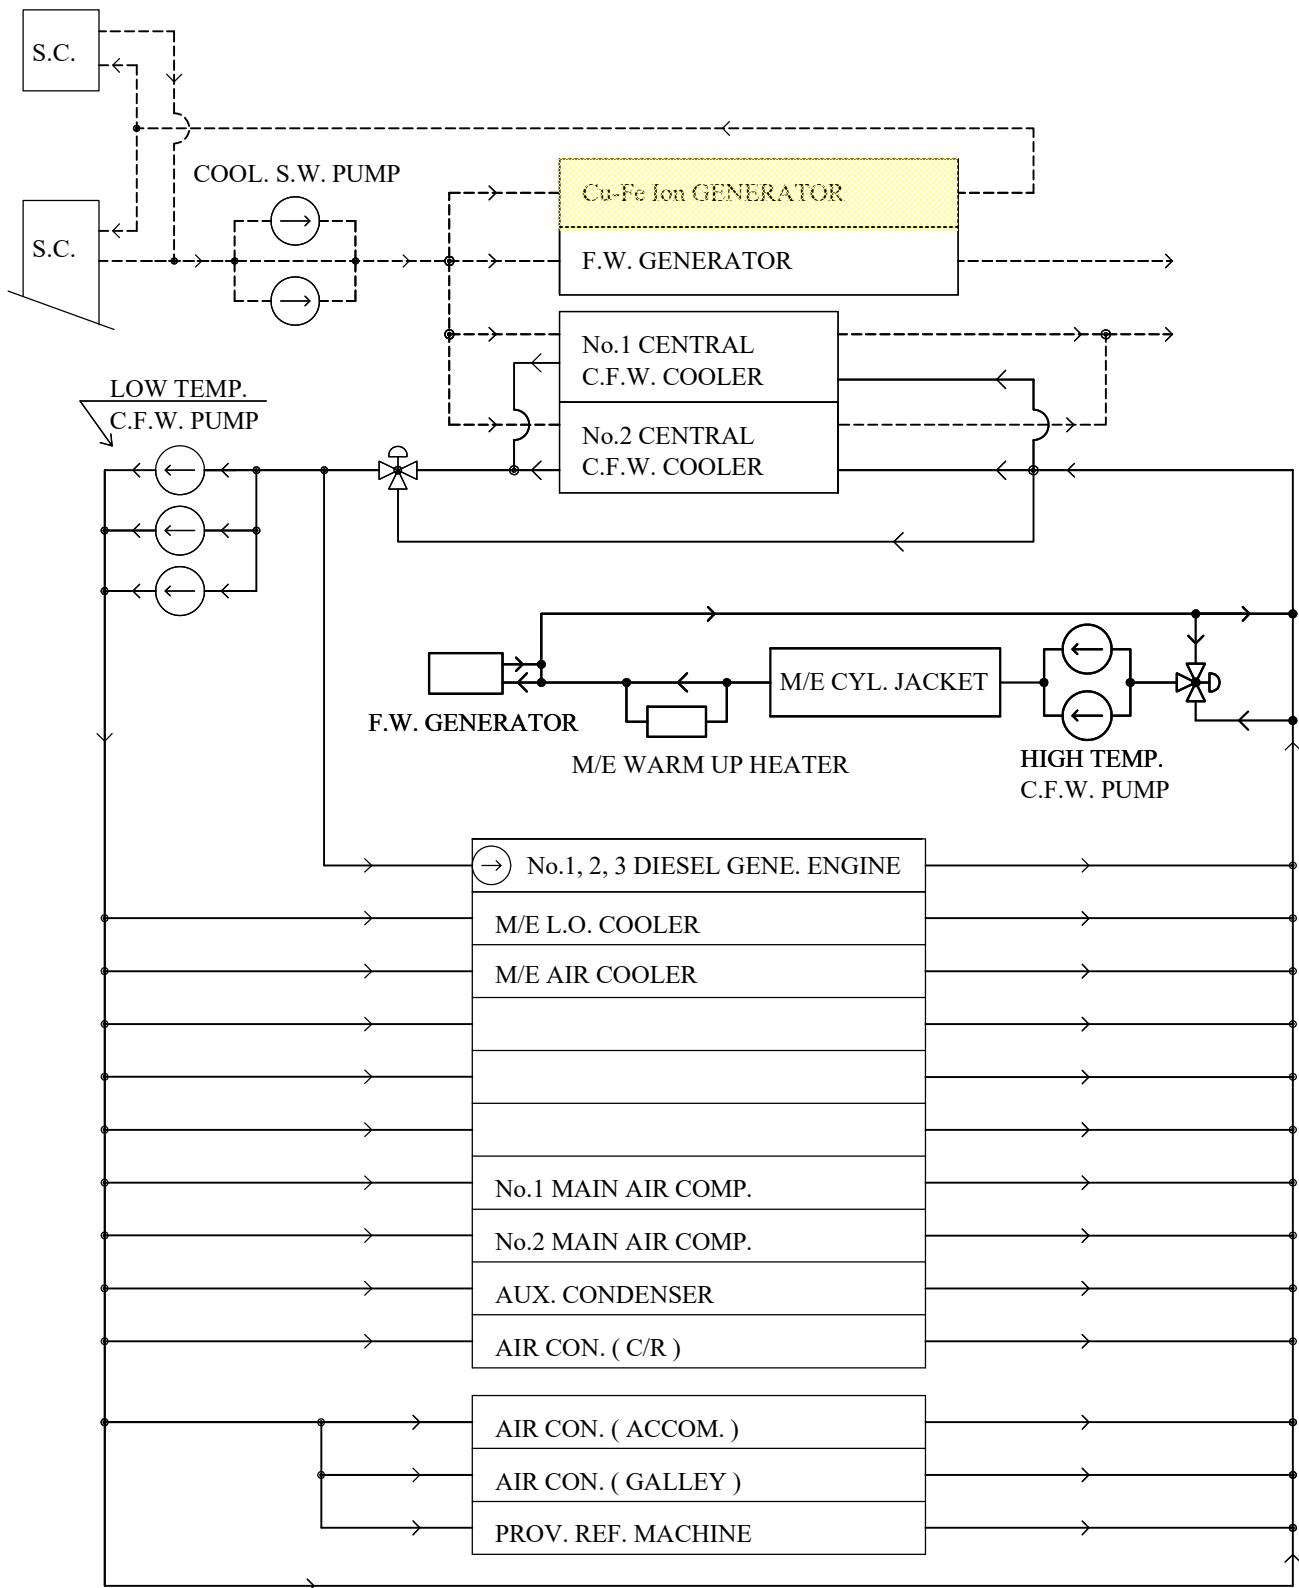 S.C.
COOL. S.W. PUMP
Cu-Fe Ion GENERATOR
S.C.
F.W. GENERATOR
No.1 CENTRAL
C.F.W. COOLER
LOW TEMP.
C.F.W. PUMP
No.2 CENTRAL
C.F.W. COOLER
M/E CYL. JACKET
F.W. GENERATOR
M/E WARM UP HEATER
HIGH TEMP.
C.F.W. PUMP
No.1, 2, 3 DIESEL GENE. ENGINE
M/E L.O. COOLER
M/E AIR COOLER
No.1 MAIN AIR COMP.
No.2 MAIN AIR COMP.
AUX. CONDENSER
AIR CON. ( C/R )
AIR CON. ( ACCOM. )
AIR CON. ( GALLEY )
PROV. REF. MACHINE